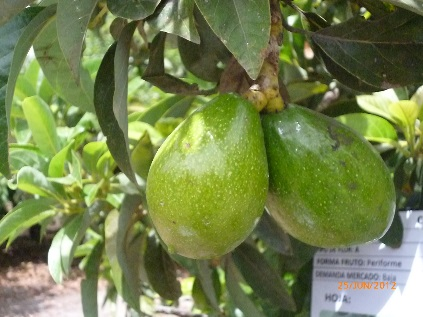 FORMA FRUTO: Periforme
DEMANDA MERCADO: Baja
HOJA:
25/JUN/2012